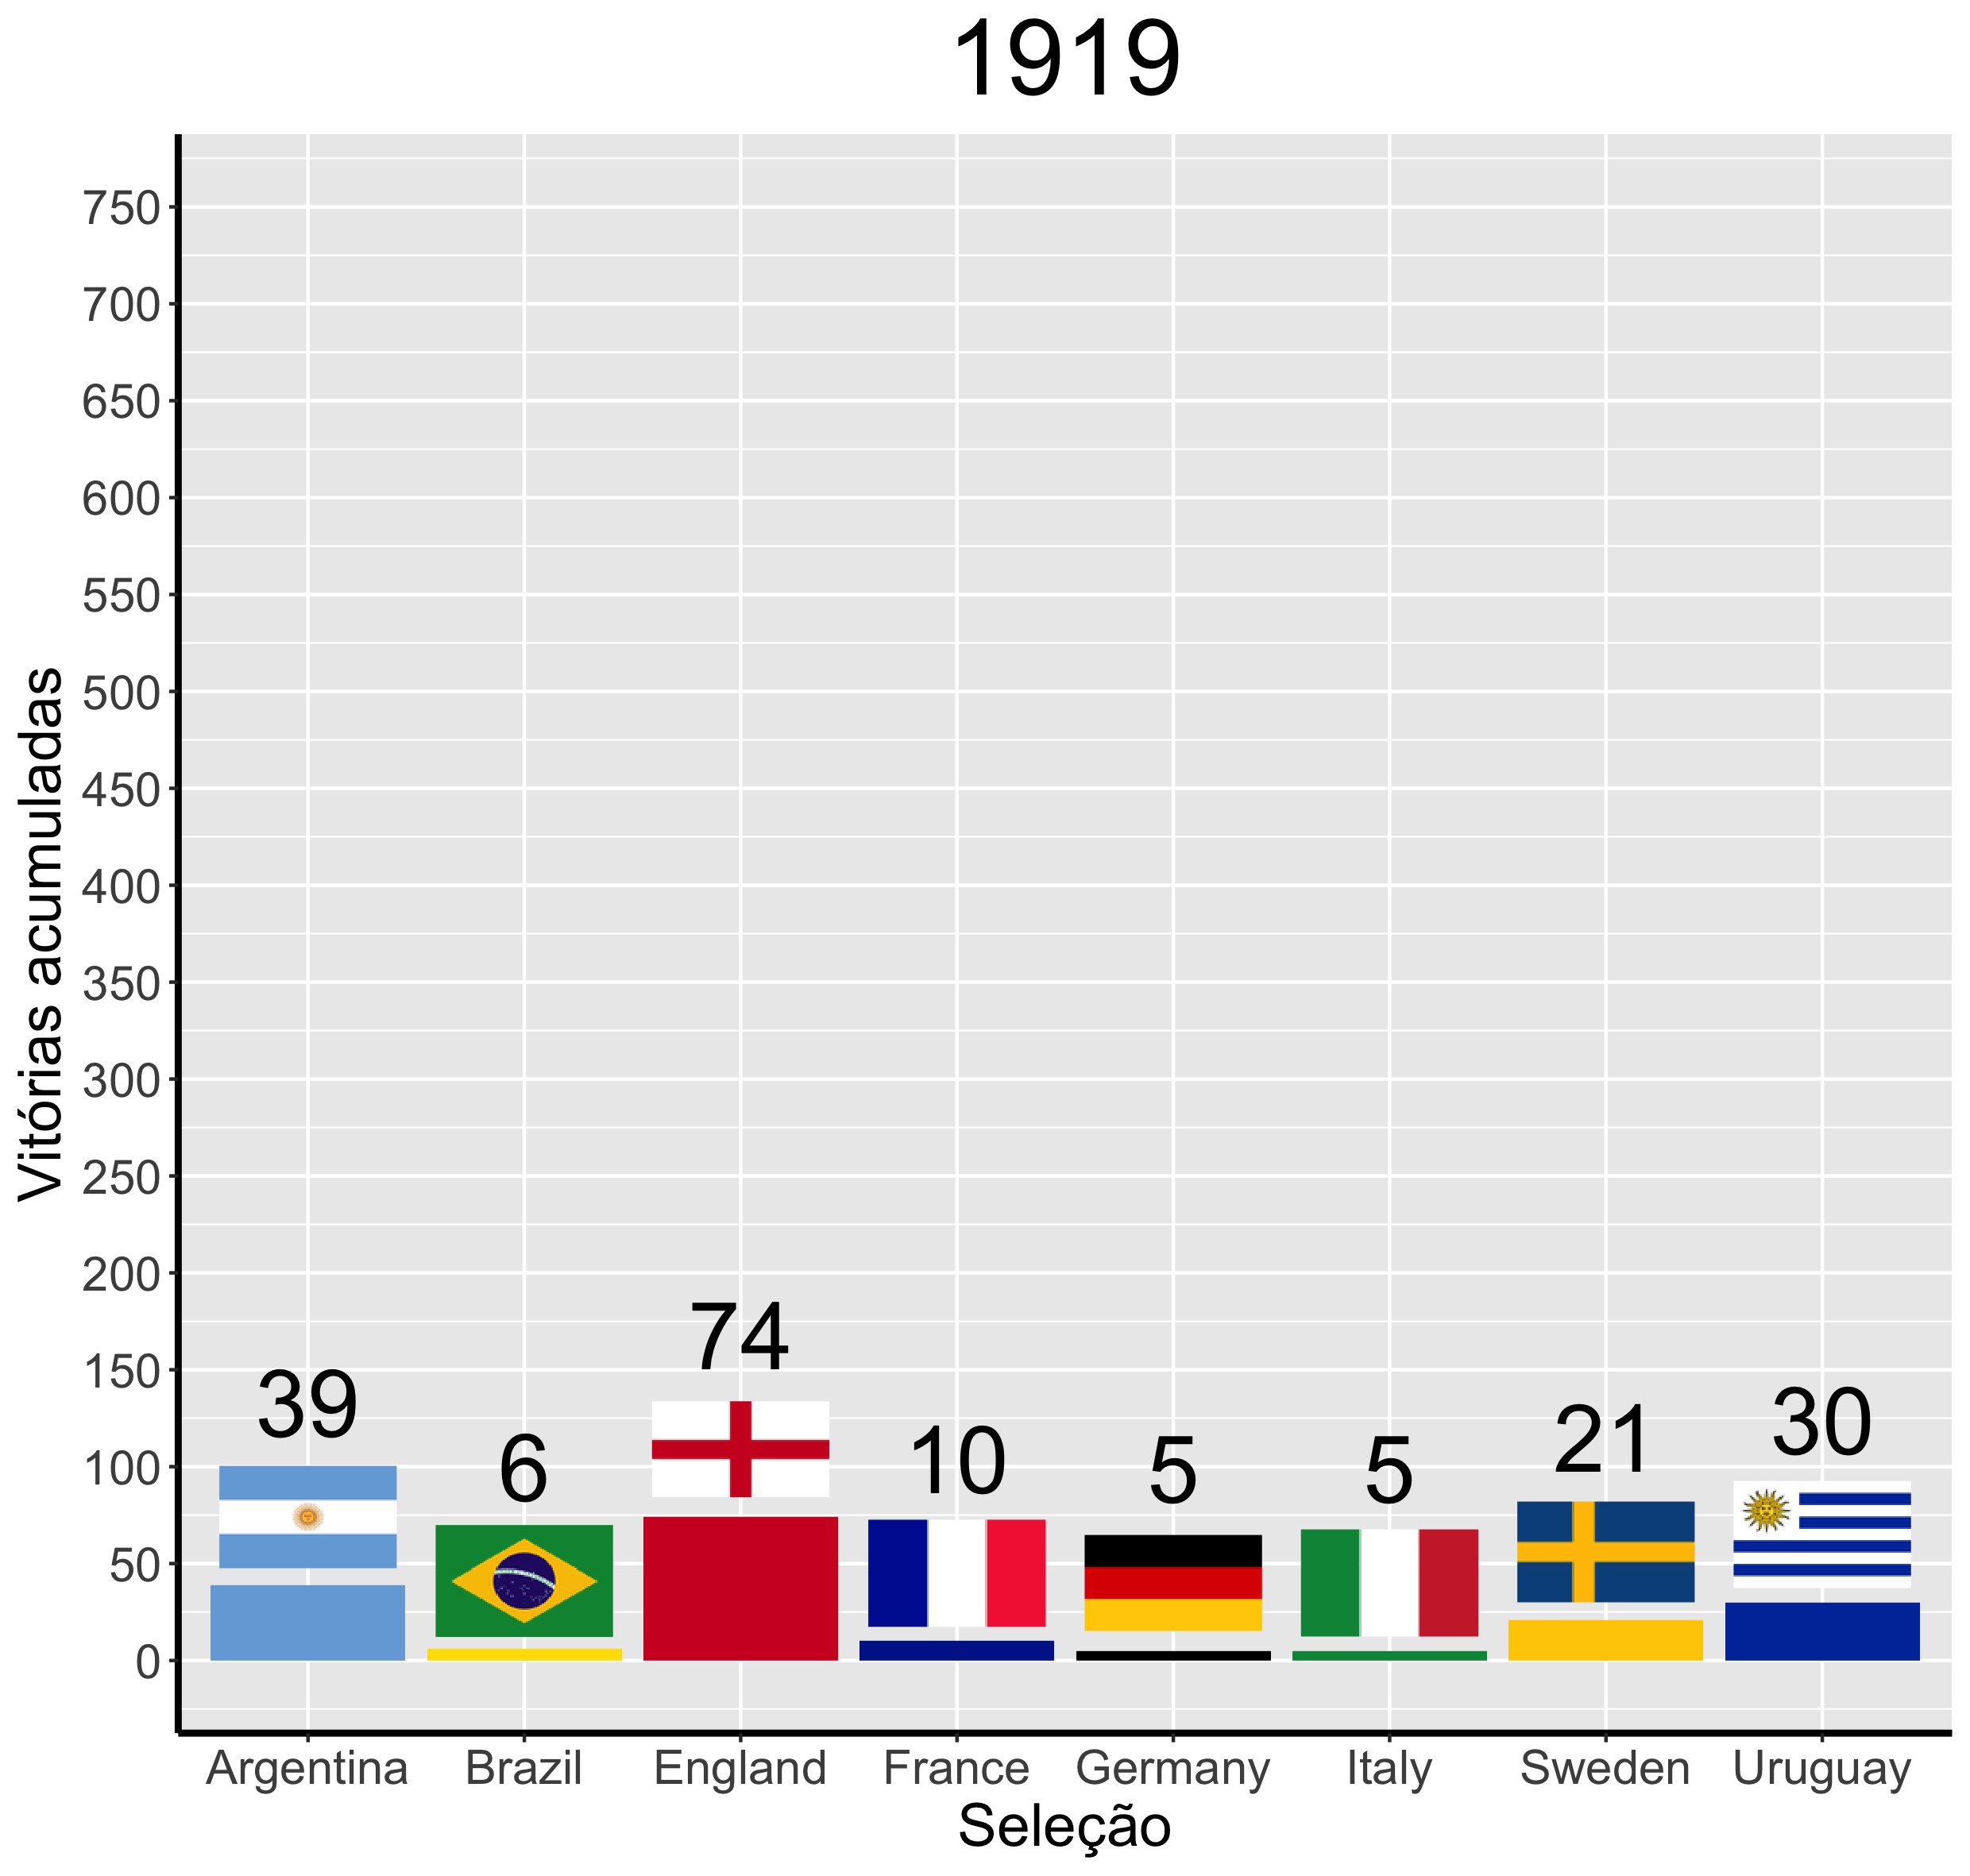 1919
Vitórias acumuladas
750
700
650
600
550
500
450
400
350
300
250
200
150
100
50
0
39
6
74
10
5
5
21
30
Argentina
Brazil
England
France
Germany
Italy
Sweden
Uruguay
Seleção